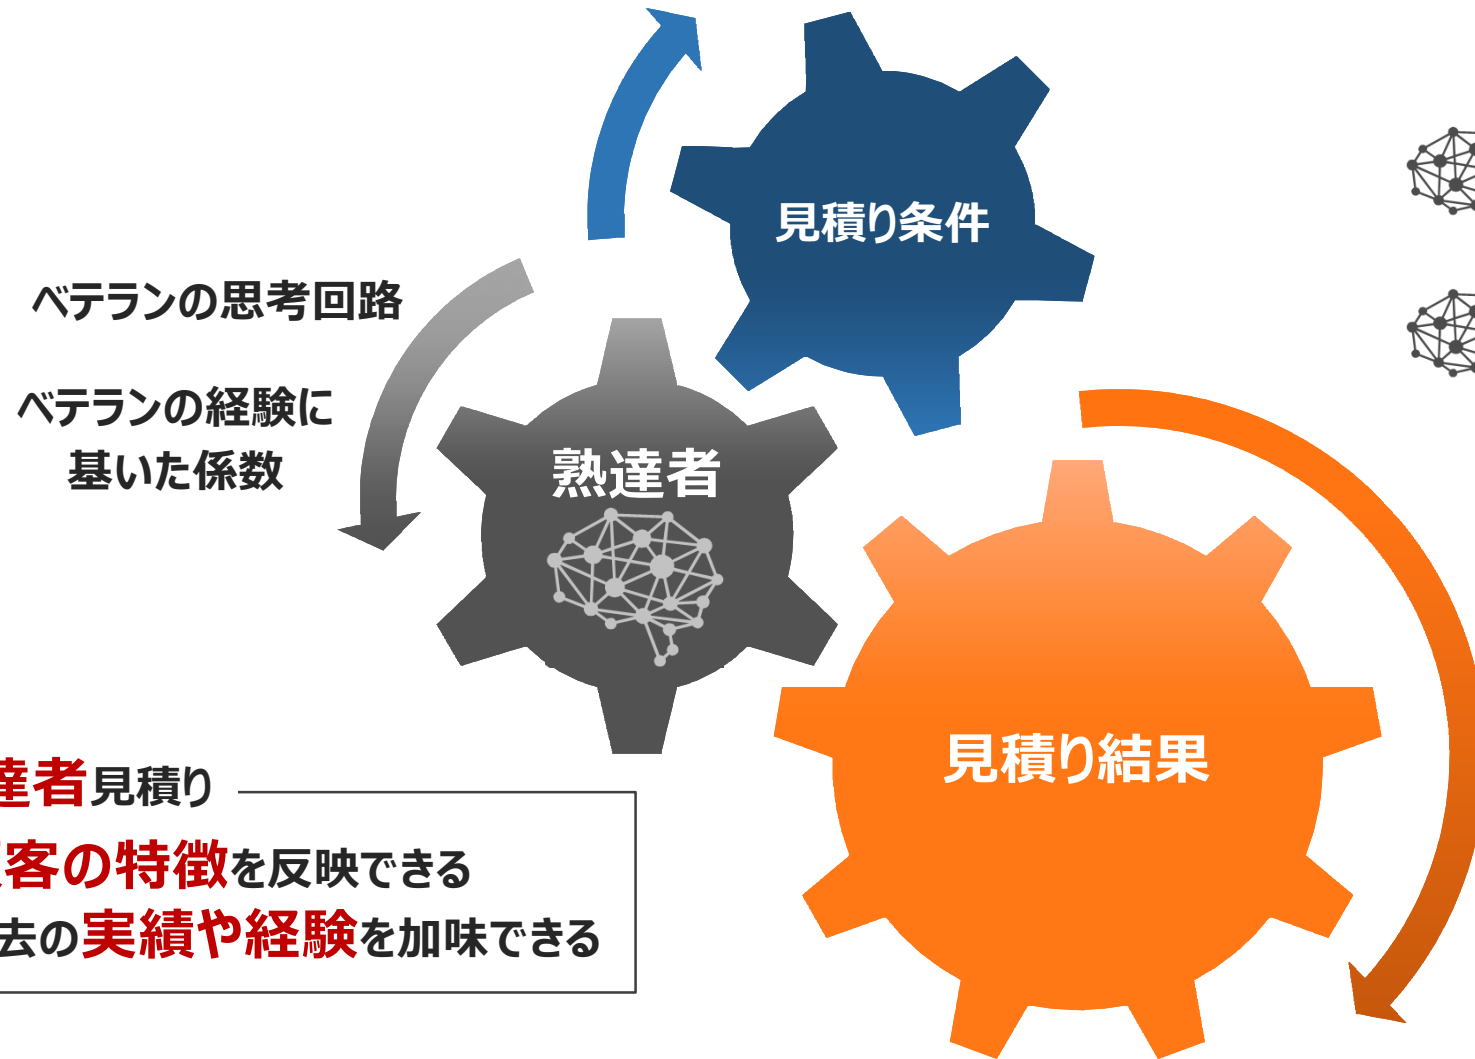 見積り条件
ベテランの思考回路
ベテランの経験に
基いた係数
熟達者
見積り結果
達者見積り
客の特徴を反映できる
去の実績や経験を加味できる